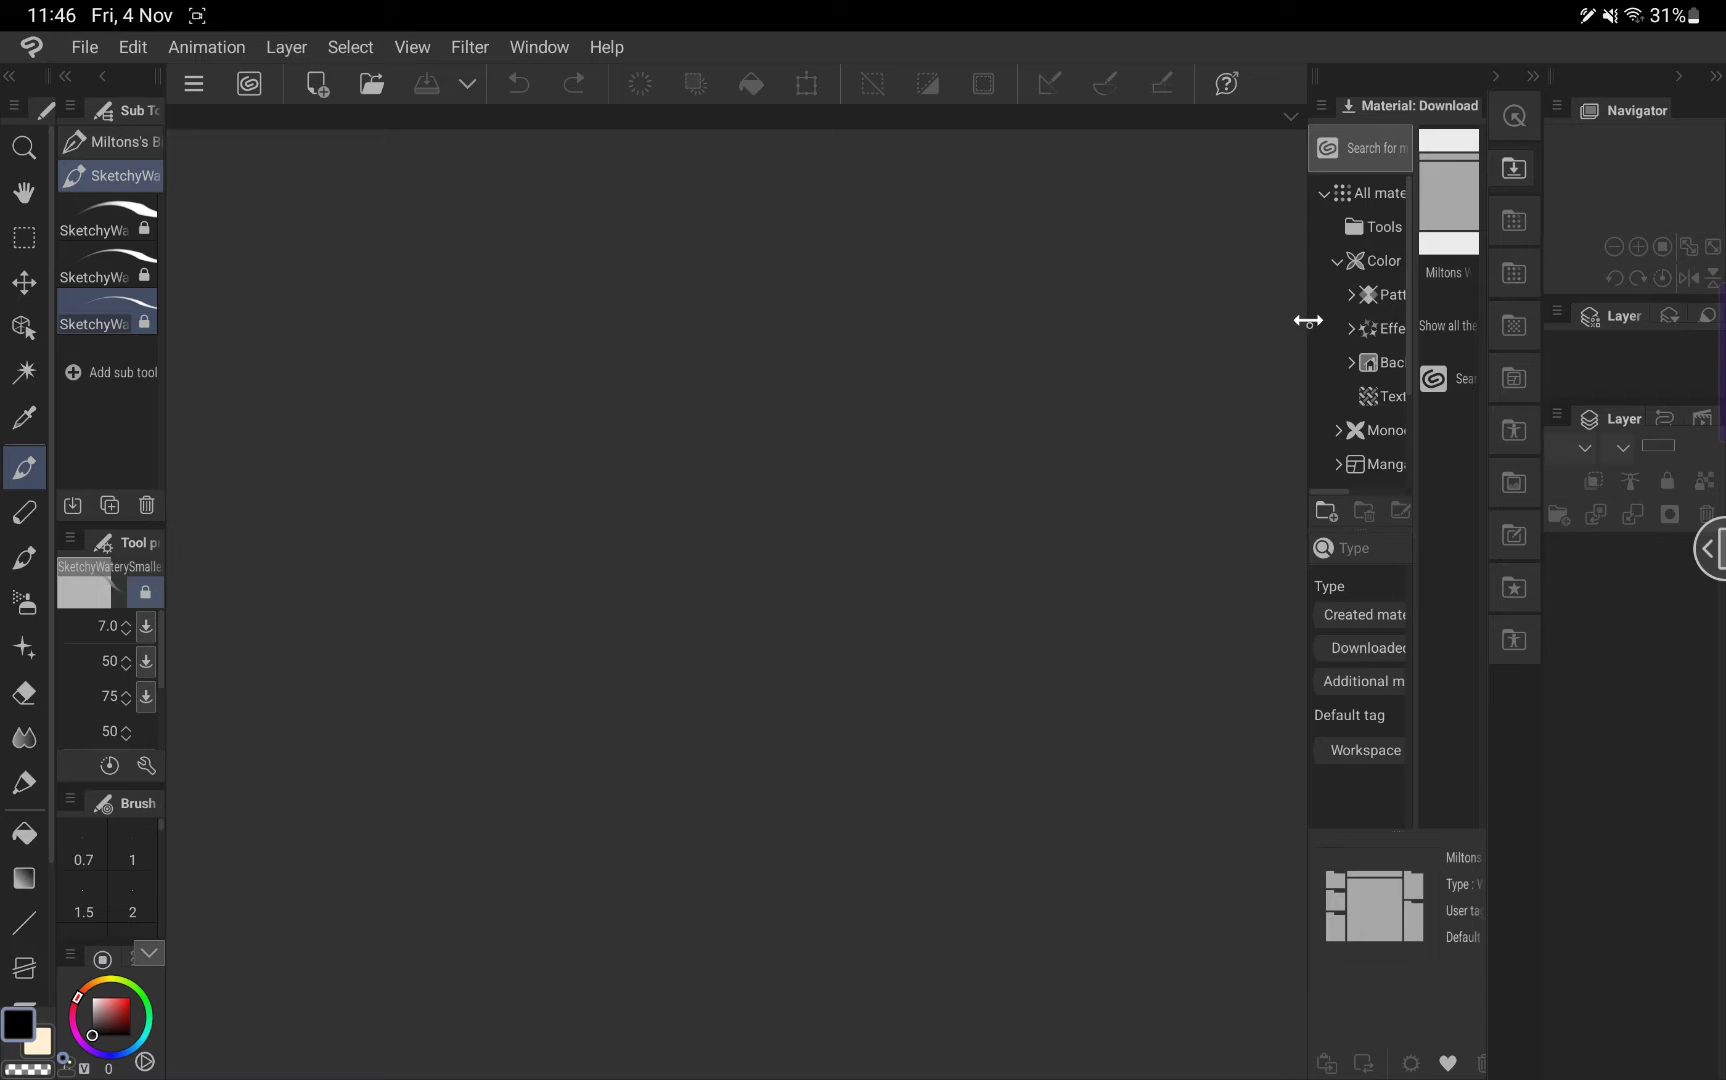 11:46 Fri, 4 Nov
31%
File Edit Animation Layer Select View Filter Window Help
Sub To
Miltons's B
SketchyWa
SketchyWa
SketchyWa
SketchyWa
Add sub tool
Tool p
SketchyWaterySmalle
7.0
50
75
50
Brush
0.7 1
1.5 2
V 0
Material: Download
Search for m
All mate
Tools
Color
Patt
Effe
Bac
Text
Mono
Manga
Type
Type
Created mate
Downloaded
Additional m
Default tag
Workspace
Miltons W
Show all the
Sear
Miltons
Type : W
User tag
Default
Navigator
Layer
Layer